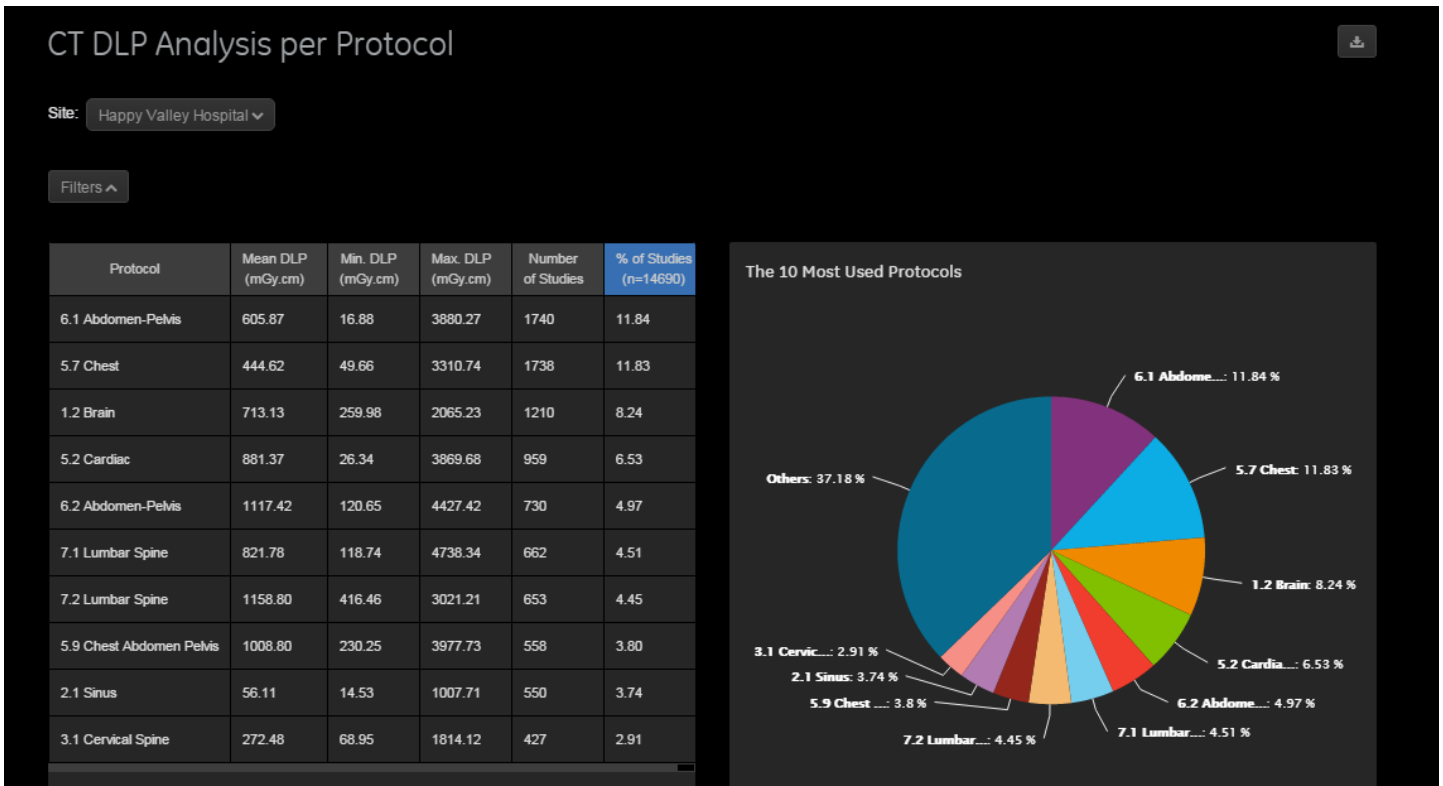 CT DLP Analysis per Protocol
Site: Happy Valley Hospital
Filters
Protocol Mean DLP (mGy.cm) Min. DLP (mGy.cm) Max. DLP (mGy.cm) Number of Studies % of Studies (n=14690)
6.1 Abdomen-Pelvis 605.87 16.88 3880.27 1740 11.84
5.7 Chest 444.62 49.66 3310.74 1738 11.83
1.2 Brain 713.13 259.98 2065.23 1210 8.24
5.2 Cardiac 881.37 26.34 3869.68 959 6.53
6.2 Abdomen-Pelvis 1117.42 120.65 4427.42 730 4.97
7.1 Lumbar Spine 821.78 118.74 4738.34 662 4.51
7.2 Lumbar Spine 1158.80 416.46 3021.21 653 4.45
5.9 Chest Abdomen Pelvis 1008.80 230.25 3977.73 558 3.80
2.1 Sinus 56.11 14.53 1007.71 550 3.74
3.1 Cervical Spine 272.48 68.95 1814.12 427 2.91
The 10 Most Used Protocols
6.1 Abdome...: 11.84 %
5.7 Chest: 11.83 %
1.2 Brain: 8.24 %
5.2 Cardia...: 6.53 %
6.2 Abdome...: 4.97 %
7.1 Lumbar...: 4.51 %
7.2 Lumbar...: 4.45 %
5.9 Chest ...: 3.8 %
2.1 Sinus: 3.74 %
3.1 Cervic...: 2.91 %
Others: 37.18 %